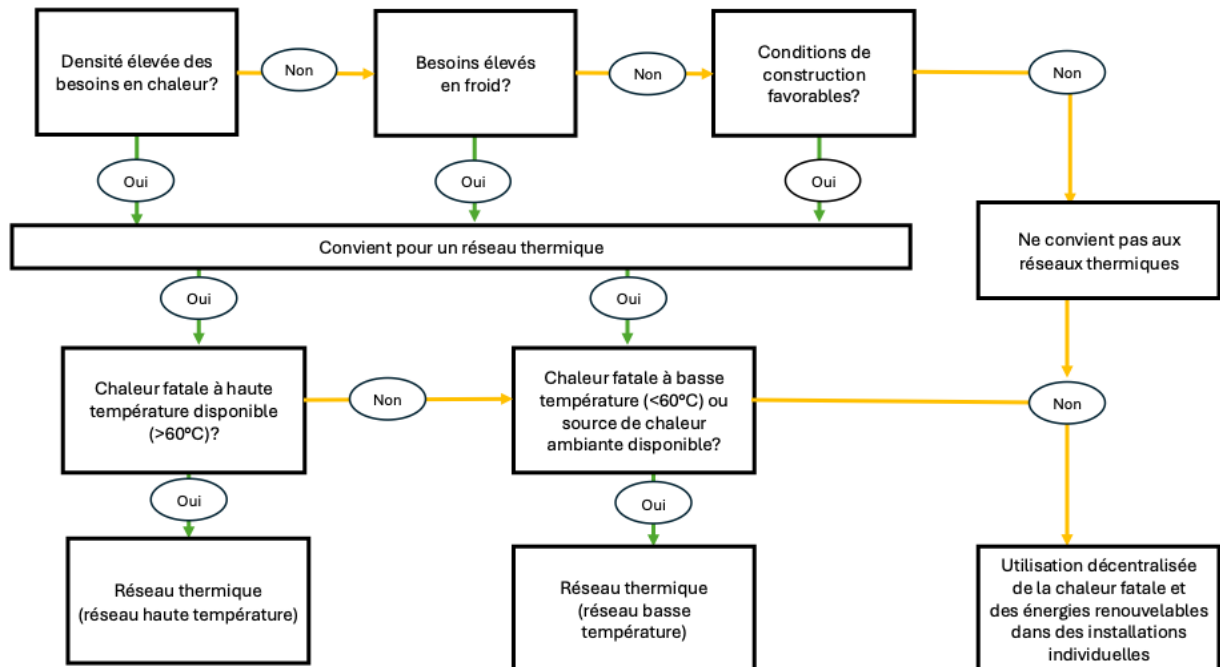 Densité élevée des
besoins en chaleur?
Non
Besoins élevés
en froid?
Non
Conditions de
construction
favorables?
Non
Oui
Oui
Oui
Convient pour un réseau thermique
Ne convient pas aux
réseaux thermiques
Oui
Oui
Chaleur fatale à haute
température disponible
(>60°C)?
Non
Chaleur fatale à basse
température (<60°C) ou
source de chaleur
ambiante disponible?
Non
Oui
Oui
Réseau thermique
(réseau haute température)
Réseau thermique
(réseau basse
température)
Utilisation décentralisée
de la chaleur fatale et
des énergies renouvelables
dans des installations
individuelles